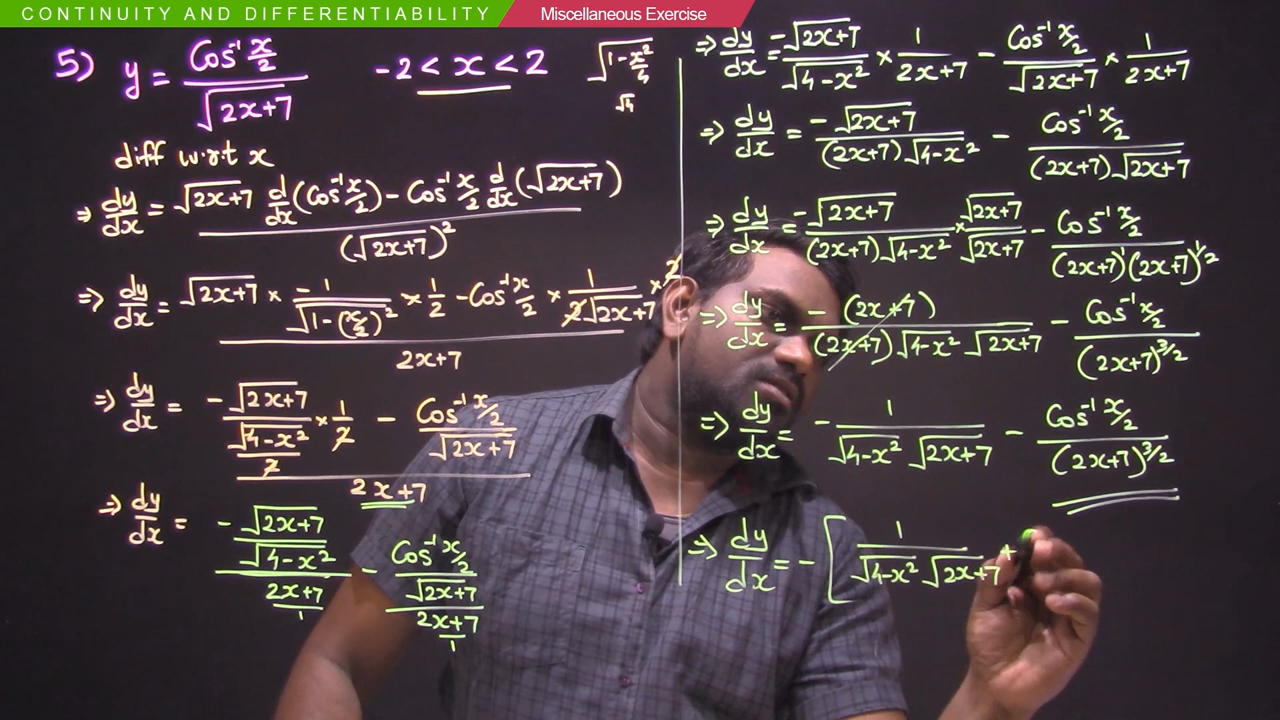 CONTINUITY AND DIFFERENTIABILITY
Miscellaneous Exercise
5) y = Cos⁻¹ x/2 / √(2x+7)    -2 < x < 2    √(1-x²/4)
√4
diff w.r.t x
⇒ dy/dx = (√(2x+7) d/dx (Cos⁻¹ x/2) - Cos⁻¹ x/2 d/dx (√(2x+7))) / (√(2x+7))²
⇒ dy/dx = (√(2x+7) × -1/√(1-(x/2)²) × 1/2 - Cos⁻¹ x/2 × 1/(2√(2x+7)) × 2) / (2x+7)
⇒ dy/dx = (-√(2x+7) / (√(4-x²)/2) × 1/2 - Cos⁻¹ x/2 / √(2x+7)) / (2x+7)
⇒ dy/dx = (-√(2x+7) / √(4-x²)) / ((2x+7)/1) - (Cos⁻¹ x/2 / √(2x+7)) / ((2x+7)/1)
⇒ dy/dx = -√(2x+7) / √(4-x²) × 1/(2x+7) - Cos⁻¹ x/2 / √(2x+7) × 1/(2x+7)
⇒ dy/dx = -√(2x+7) / ((2x+7) √(4-x²)) - Cos⁻¹ x/2 / ((2x+7) √(2x+7))
⇒ dy/dx = -√(2x+7) / ((2x+7) √(4-x²)) × √(2x+7) / √(2x+7) - Cos⁻¹ x/2 / ((2x+7)¹ (2x+7)^1/2)
⇒ dy/dx = -(2x+7) / ((2x+7) √(4-x²) √(2x+7)) - Cos⁻¹ x/2 / (2x+7)^3/2
⇒ dy/dx = - 1 / (√(4-x²) √(2x+7)) - Cos⁻¹ x/2 / (2x+7)^3/2
⇒ dy/dx = - [ 1 / (√(4-x²) √(2x+7)) +